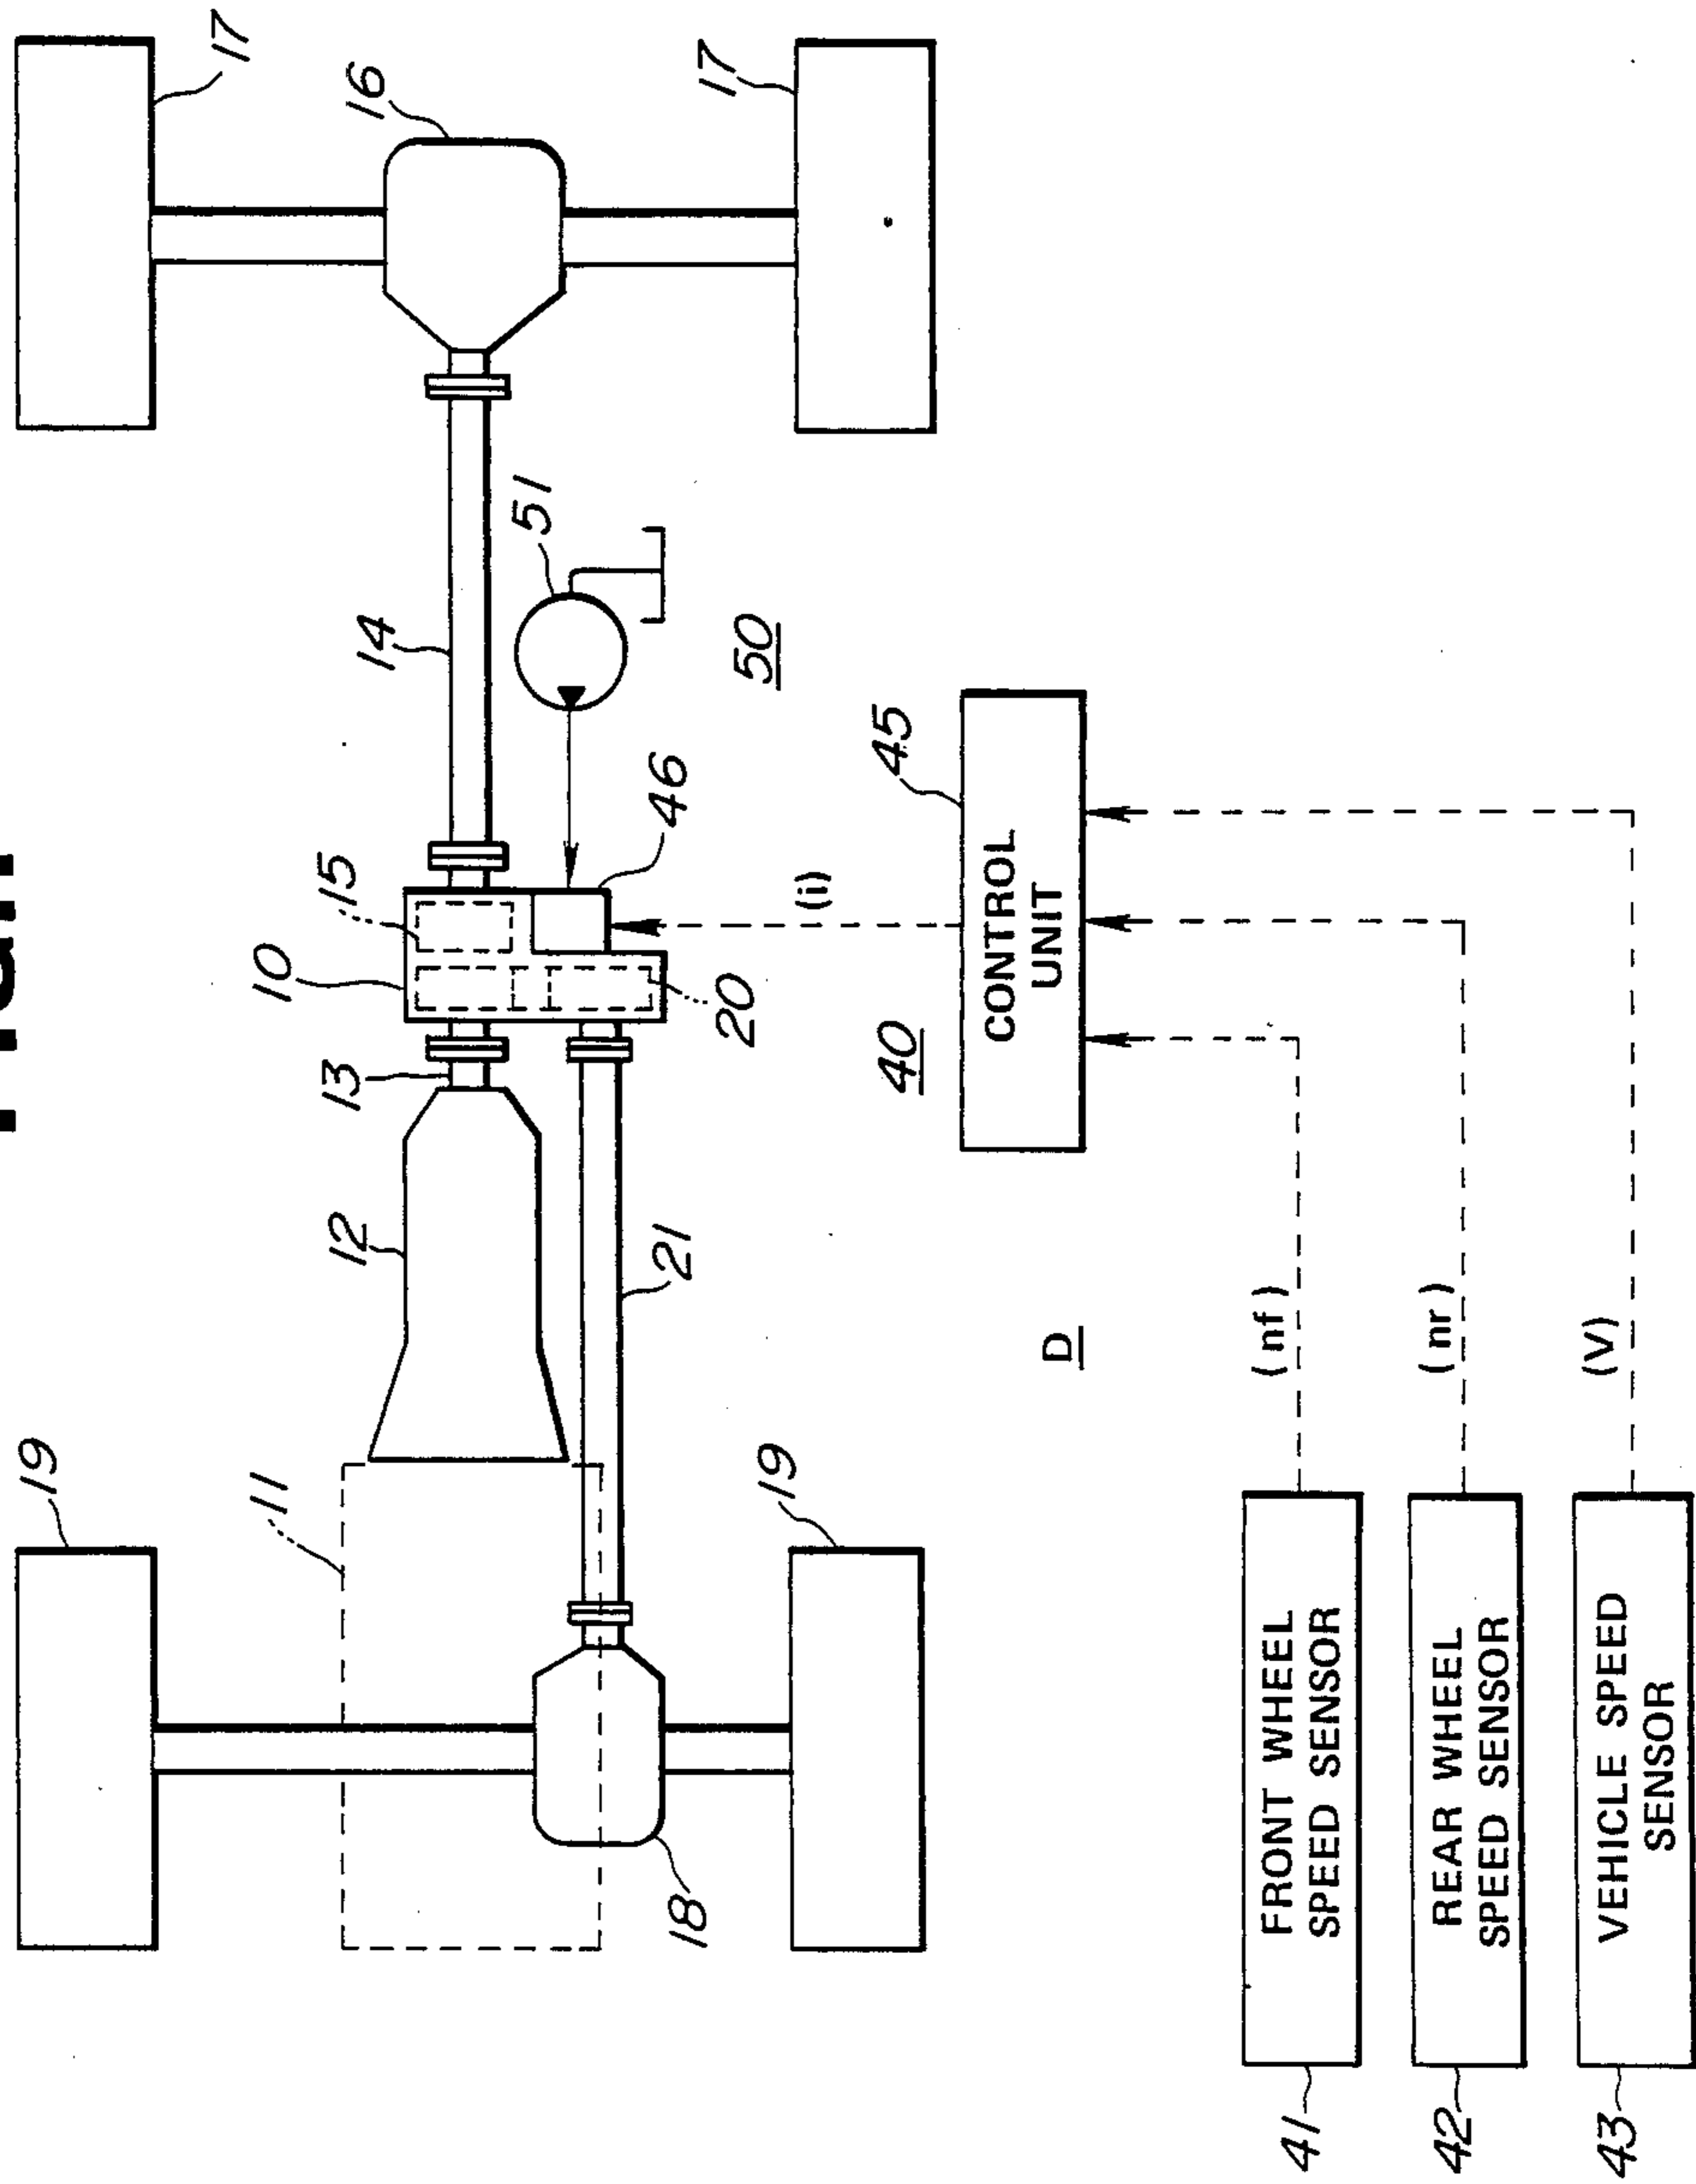 19
17
11
10
12
13
15
14
16
51
18
21
46
17
19
20
50
(i)
40
45
CONTROL
UNIT
D
(nf)
41
FRONT WHEEL
SPEED SENSOR
(nr)
42
REAR WHEEL
SPEED SENSOR
(V)
43
VEHICLE SPEED
SENSOR